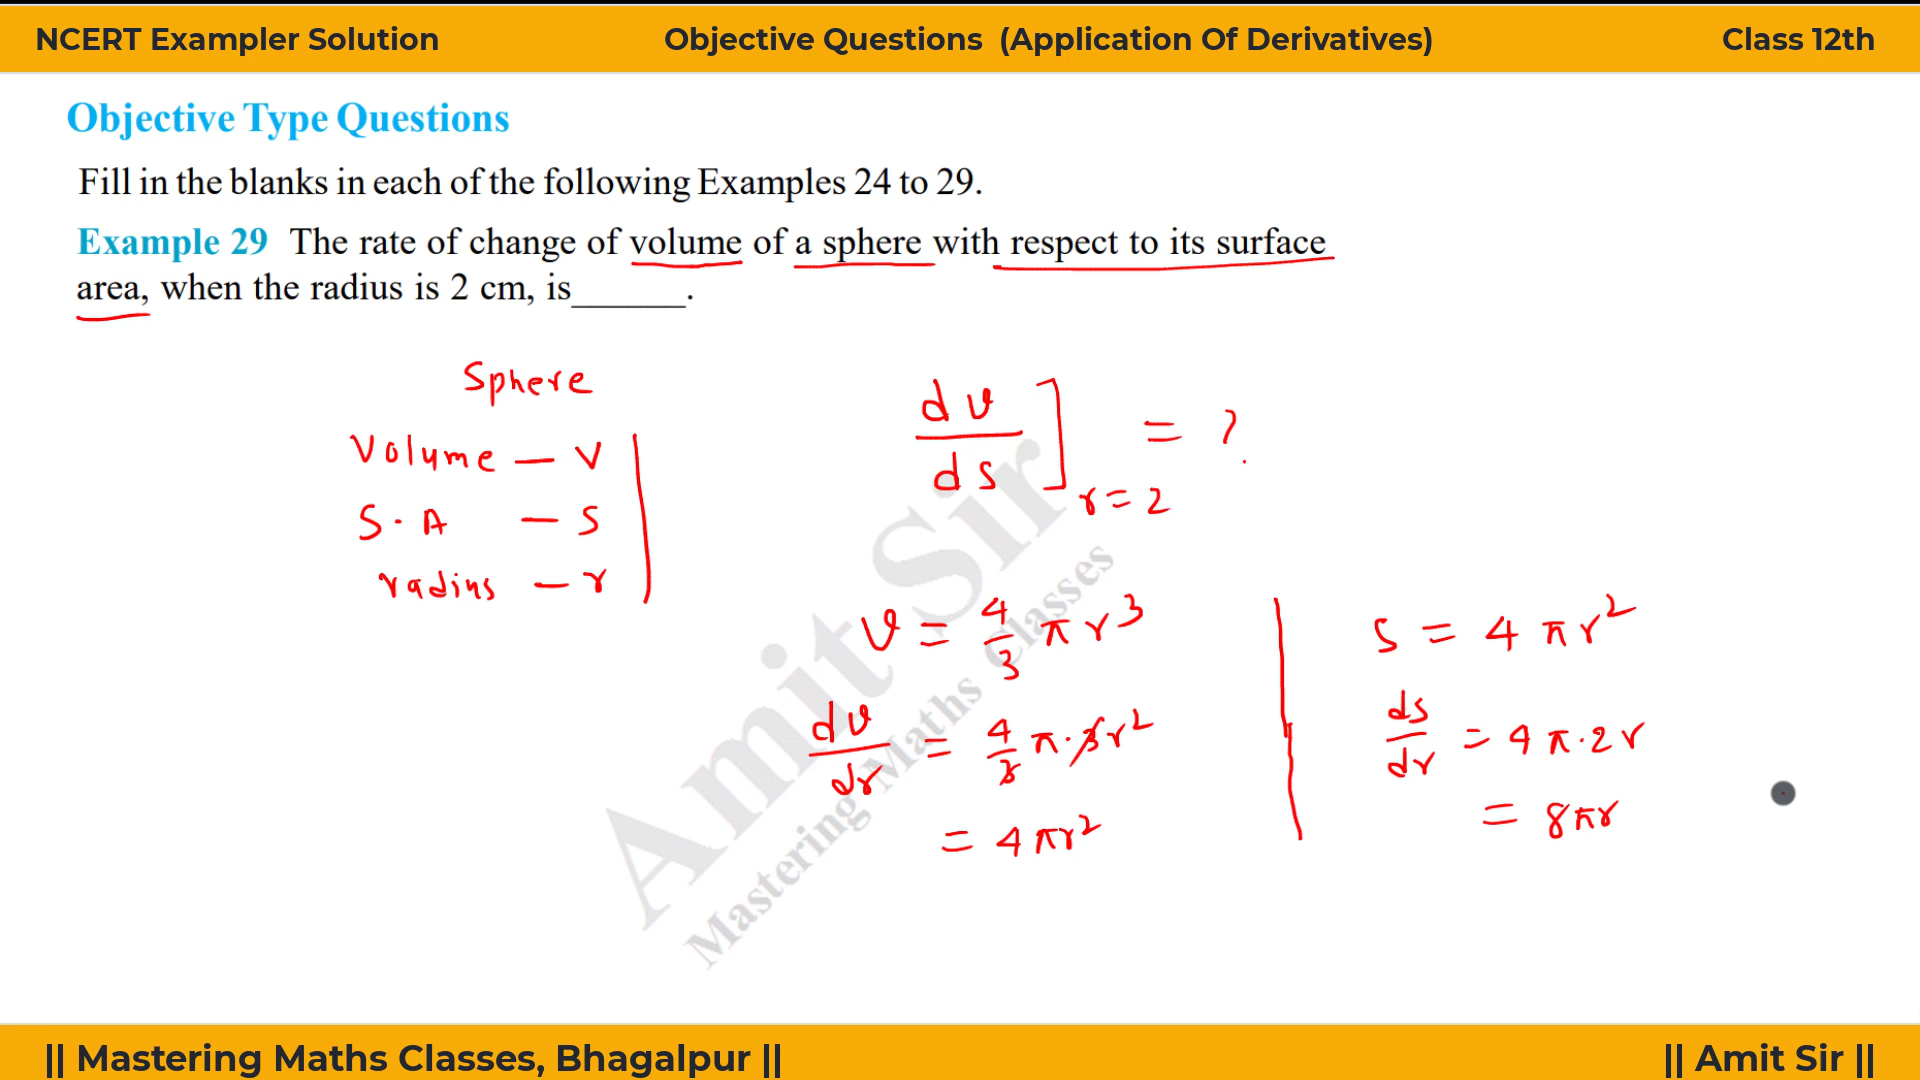 NCERT Exampler Solution
Objective Questions (Application Of Derivatives)
Class 12th
Objective Type Questions
Fill in the blanks in each of the following Examples 24 to 29.
Example 29 The rate of change of volume of a sphere with respect to its surface
area, when the radius is 2 cm, is______.
Sphere
Volume — V
S.A — S
radius — r
dv/ds]r=2 = ?
v = 4/3 πr³
dv/dr = 4/3 π.3r²
= 4πr²
s = 4πr²
ds/dr = 4π.2r
= 8πr
Amit Sir
Mastering Maths Classes
|| Mastering Maths Classes, Bhagalpur ||
|| Amit Sir ||